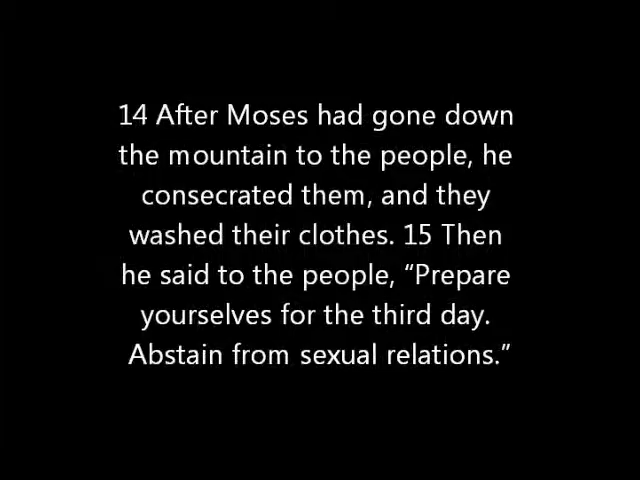 14 After Moses had gone down
the mountain to the people, he
consecrated them, and they
washed their clothes. 15 Then
he said to the people, “Prepare
yourselves for the third day.
Abstain from sexual relations.”